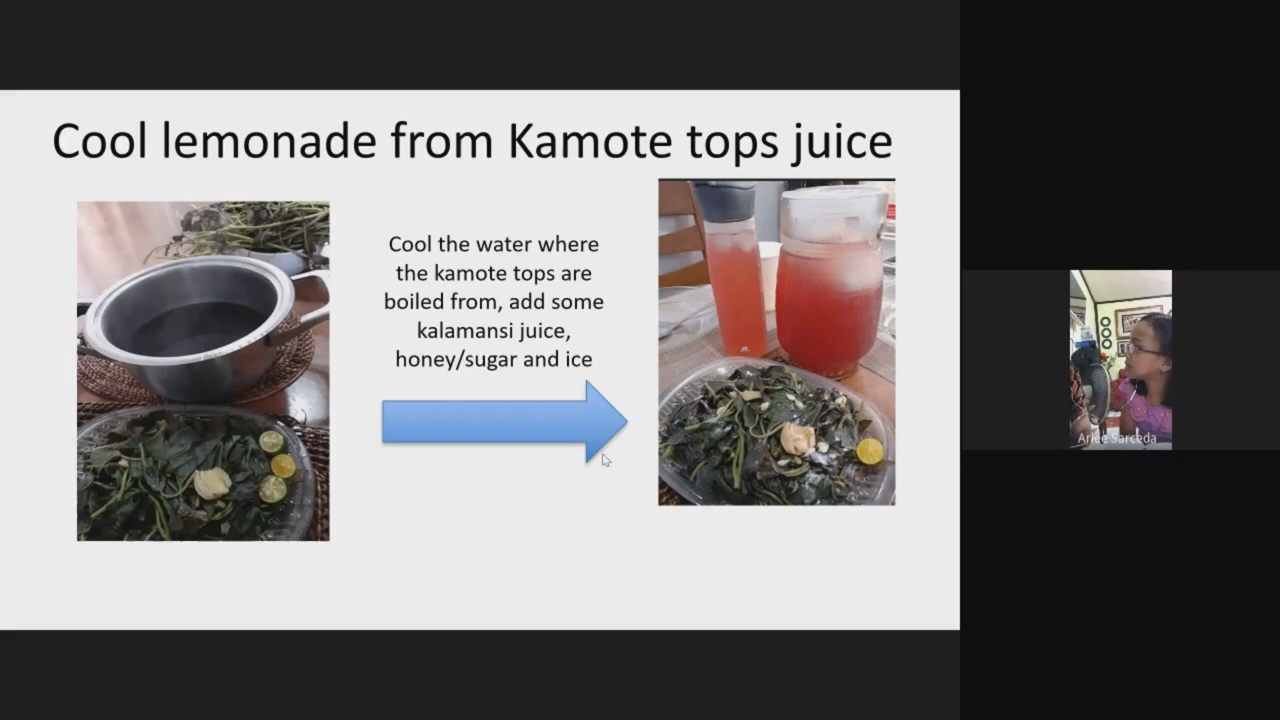 Cool lemonade from Kamote tops juice
Cool the water where
the kamote tops are
boiled from, add some
kalamansi juice,
honey/sugar and ice
Arlee Sarceda